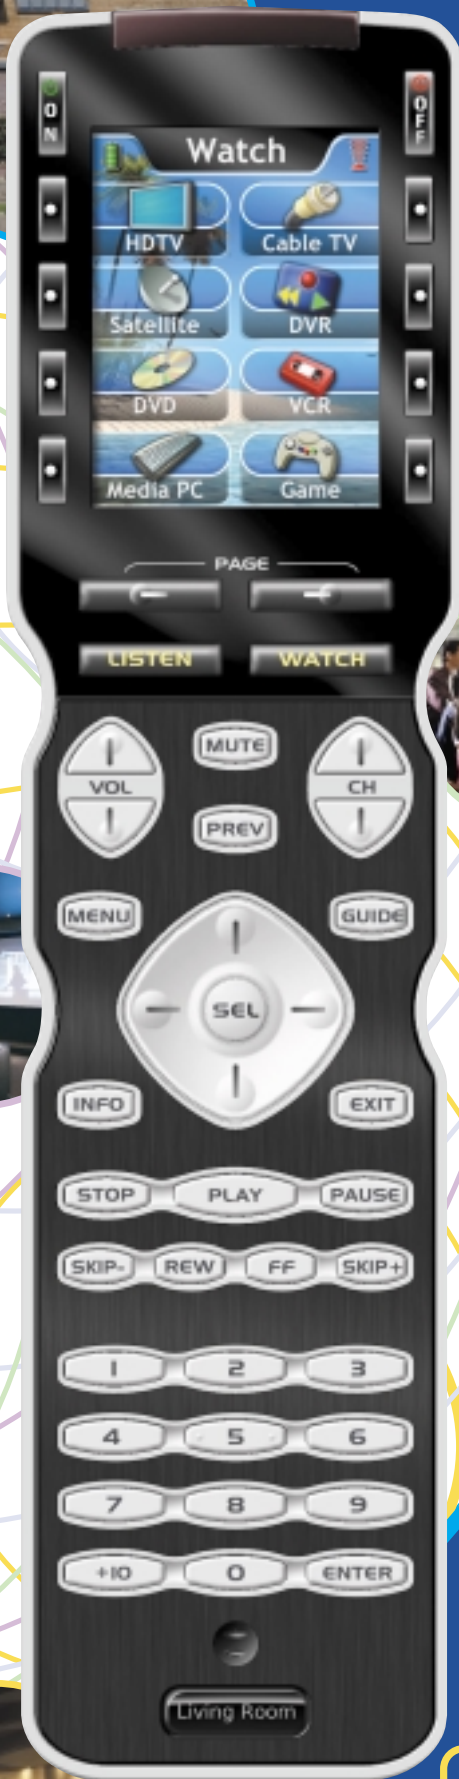 ON OFF
Watch
HDTV Cable TV
Satellite DVR
DVD VCR
Media PC Game
PAGE
LISTEN WATCH
MUTE
VOL CH
PREV
MENU GUIDE
SEL
INFO EXIT
STOP PLAY PAUSE
SKIP- REW FF SKIP+
1 2 3
4 5 6
7 8 9
+10 0 ENTER
Living Room